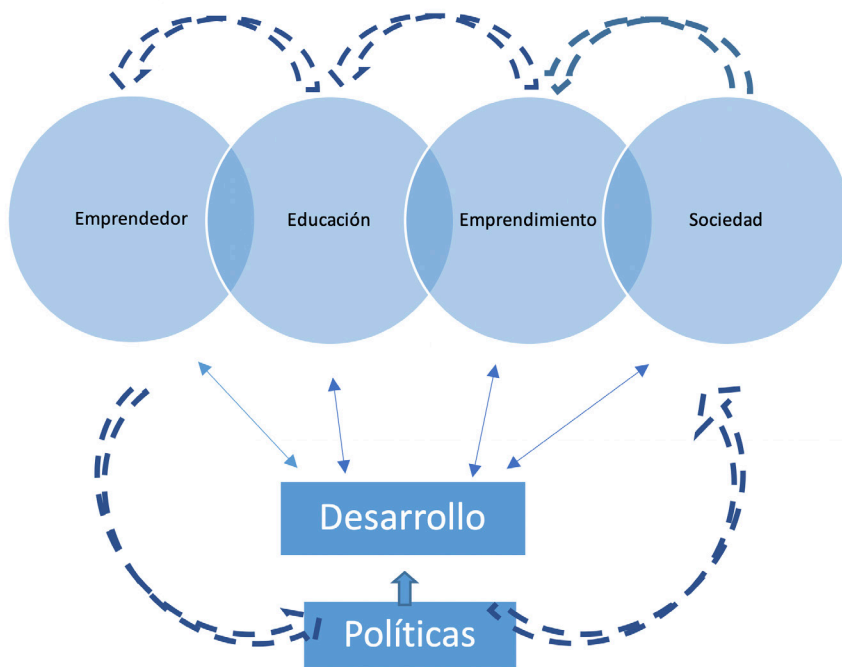 Emprendedor
Educación
Emprendimiento
Sociedad
Desarrollo
Políticas